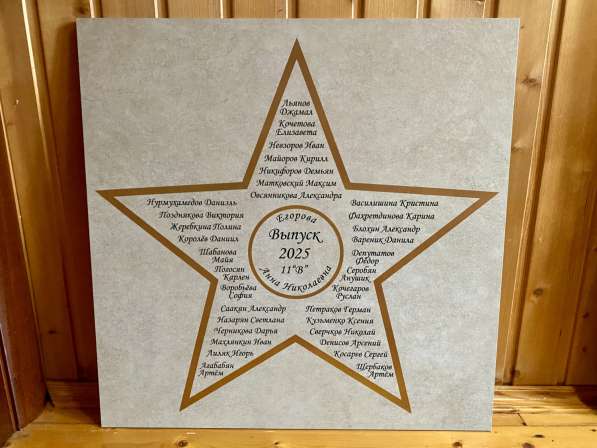 Льянов
Джамал
Кочетова
Елизавета
Невзоров Иван
Майоров Кирилл
Никифоров Демьян
Матковский Максим
Овсянникова Александра
Нурмухамедов Даниэль
Позднякова Виктория
Жеребкина Полина
Королёв Даниил
Шабанова
Майя
Погосян
Карлен
Воробьёва
София
Саакян Александр
Назарян Светлана
Черникова Дарья
Махлянкин Иван
Лиляк Игорь
Агабабян
Артём
Егорова
Выпуск
2025
11"В"
Анна Николаевна
Василишина Кристина
Фахретдинова Карина
Блохин Александр
Вареник Данила
Депутатов
Фёдор
Серобян
Анушик
Кочегаров
Руслан
Петраков Герман
Кузьменко Ксения
Сверчков Николай
Денисов Арсений
Косарев Сергей
Щербаков
Артём